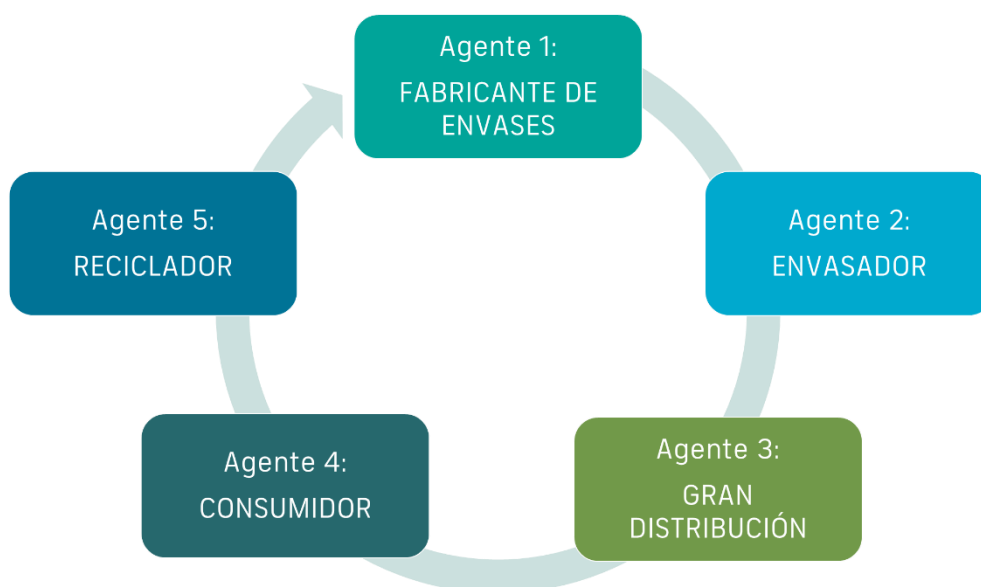 Agente 1:
FABRICANTE DE
ENVASES
Agente 2:
ENVASADOR
Agente 3:
GRAN
DISTRIBUCIÓN
Agente 4:
CONSUMIDOR
Agente 5:
RECICLADOR